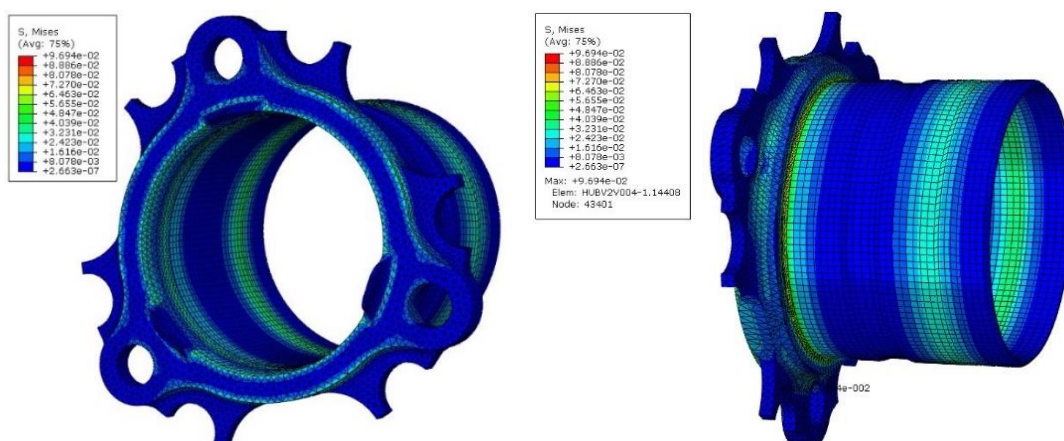 S, Mises
(Avg: 75%)
+9.694e-02
+8.886e-02
+8.078e-02
+7.270e-02
+6.463e-02
+5.655e-02
+4.847e-02
+4.039e-02
+3.231e-02
+2.423e-02
+1.616e-02
+8.078e-03
+2.663e-07
S, Mises
(Avg: 75%)
+9.694e-02
+8.886e-02
+8.078e-02
+7.270e-02
+6.463e-02
+5.655e-02
+4.847e-02
+4.039e-02
+3.231e-02
+2.423e-02
+1.616e-02
+8.078e-03
+2.663e-07
Max: +9.694e-02
Elem: HUBV2V004-1.14408
Node: 43401
4e-002